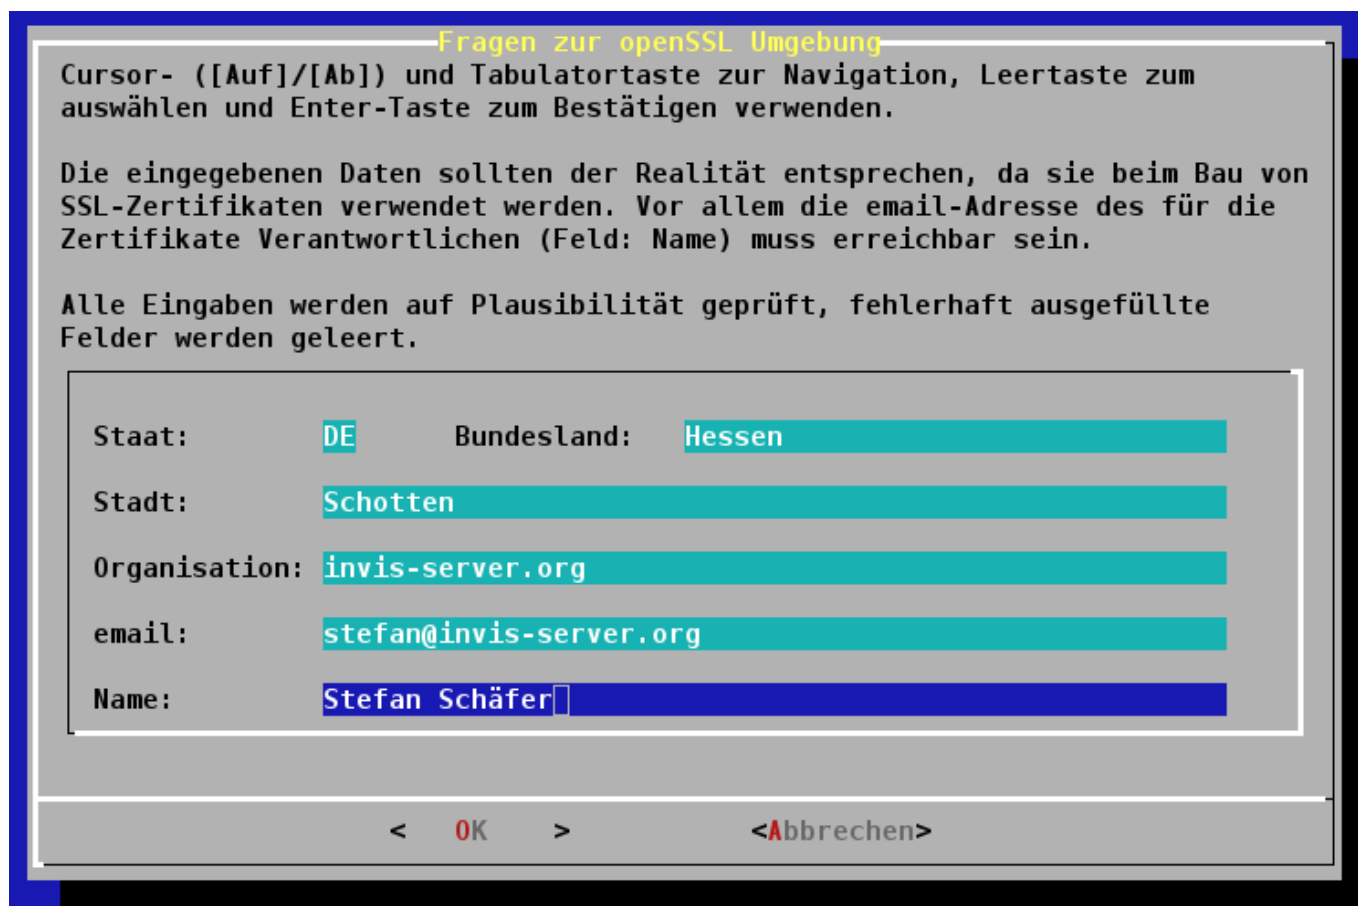 Fragen zur openSSL Umgebung
Cursor- ([Auf]/[Ab]) und Tabulatortaste zur Navigation, Leertaste zum
auswählen und Enter-Taste zum Bestätigen verwenden.
Die eingegebenen Daten sollten der Realität entsprechen, da sie beim Bau von
SSL-Zertifikaten verwendet werden. Vor allem die email-Adresse des für die
Zertifikate Verantwortlichen (Feld: Name) muss erreichbar sein.
Alle Eingaben werden auf Plausibilität geprüft, fehlerhaft ausgefüllte
Felder werden geleert.
Staat: DE Bundesland: Hessen
Stadt: Schotten
Organisation: invis-server.org
email: stefan@invis-server.org
Name: Stefan Schäfer
< OK > <Abbrechen>